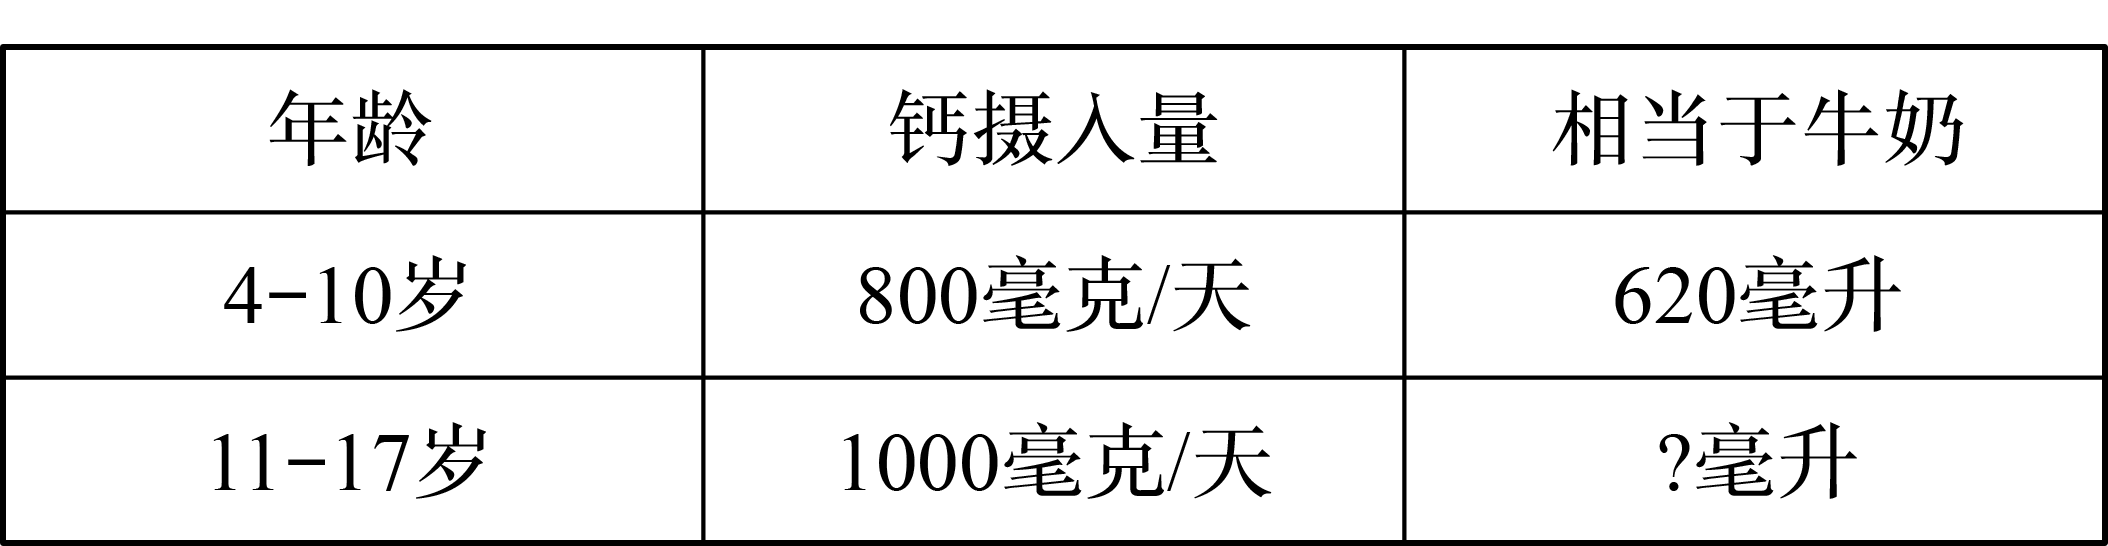 年龄 钙摄入量 相当于牛奶
4-10岁 800毫克/天 620毫升
11-17岁 1000毫克/天 ?毫升